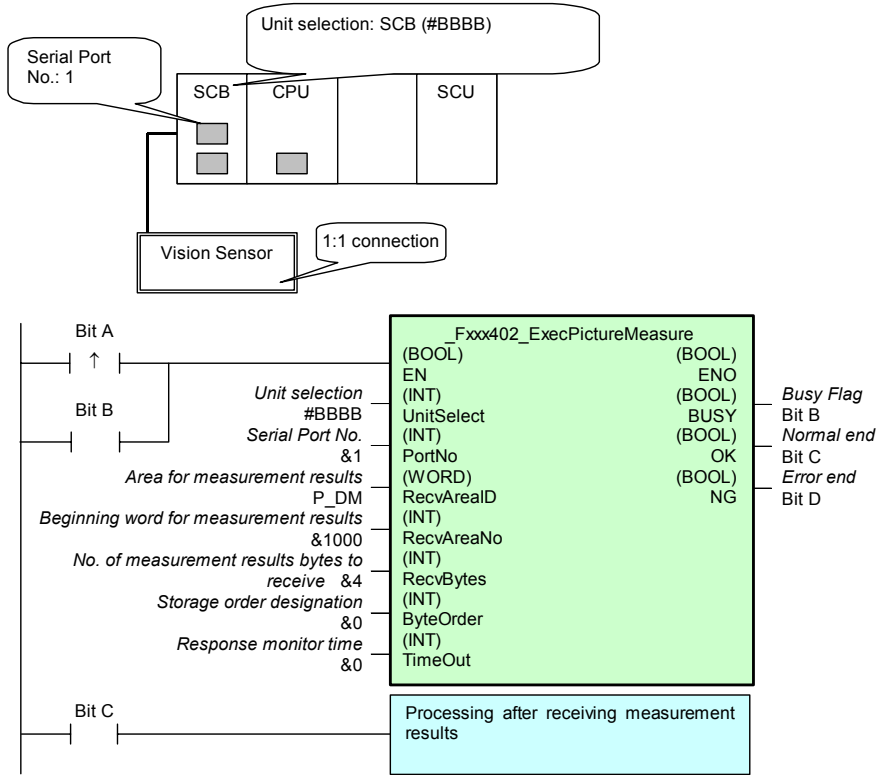 Unit selection: SCB (#BBBB)
Serial Port
No.: 1
SCB
CPU
SCU
Vision Sensor
1:1 connection
Bit A
↑
Bit B
_Fxxx402_ExecPictureMeasure
(BOOL) (BOOL)
EN ENO
Unit selection (INT) (BOOL) Busy Flag
#BBBB UnitSelect BUSY Bit B
Serial Port No. (INT) (BOOL) Normal end
&1 PortNo OK Bit C
Area for measurement results (WORD) (BOOL) Error end
P_DM RecvAreaID NG Bit D
Beginning word for measurement results (INT)
&1000 RecvAreaNo
No. of measurement results bytes to (INT)
receive &4 RecvBytes
Storage order designation (INT)
&0 ByteOrder
Response monitor time (INT)
&0 TimeOut
Bit C
Processing after receiving measurement
results